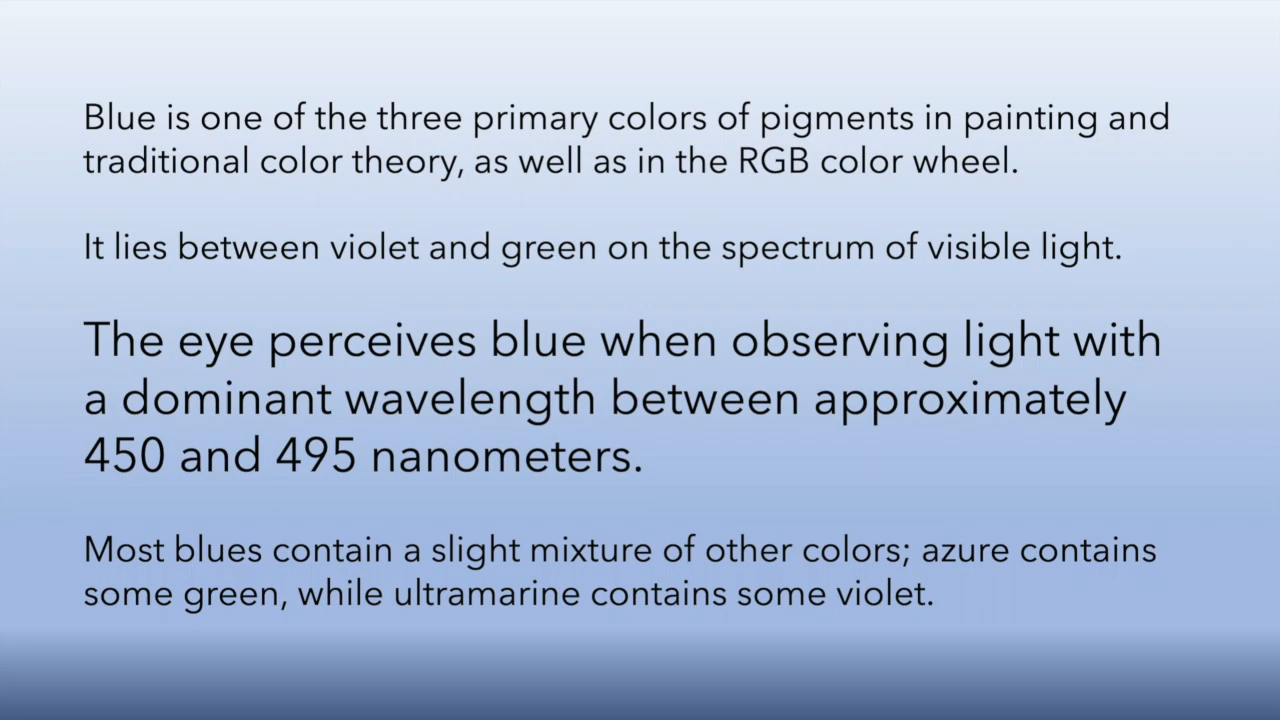 Blue is one of the three primary colors of pigments in painting and
traditional color theory, as well as in the RGB color wheel.
It lies between violet and green on the spectrum of visible light.
The eye perceives blue when observing light with
a dominant wavelength between approximately
450 and 495 nanometers.
Most blues contain a slight mixture of other colors; azure contains
some green, while ultramarine contains some violet.